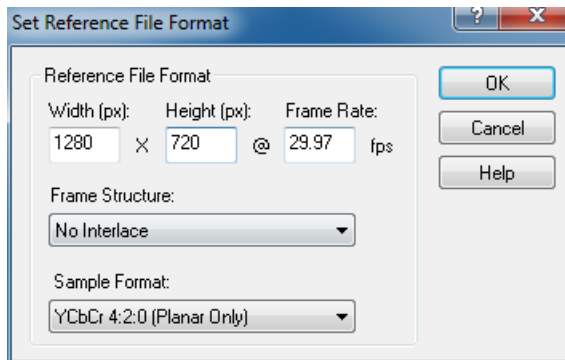 Set Reference File Format
? X
Reference File Format
OK
Width (px): Height (px): Frame Rate:
1280 X 720 @ 29.97 fps
Cancel
Help
Frame Structure:
No Interlace
Sample Format:
YCbCr 4:2:0 (Planar Only)